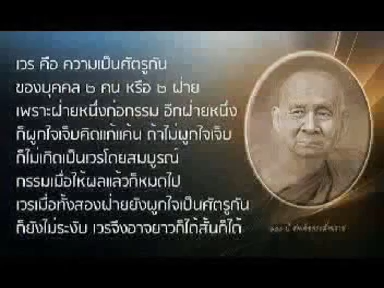 เวร คือ ความเป็นศัตรูกัน
ของบุคคล ๒ คน หรือ ๒ ฝ่าย
เพราะฝ่ายหนึ่งก่อกรรม อีกฝ่ายหนึ่ง
ก็ผูกใจเจ็บคิดแก้แค้น ถ้าไม่ผูกใจเจ็บ
ก็ไม่เกิดเป็นเวรโดยสมบูรณ์
กรรมเมื่อให้ผลแล้วก็หมดไป
เวรเมื่อทั้งสองฝ่ายยังผูกใจเป็นศัตรูกัน
ก็ยังไม่ระงับ เวรจึงอาจยาวก็ได้สั้นก็ได้